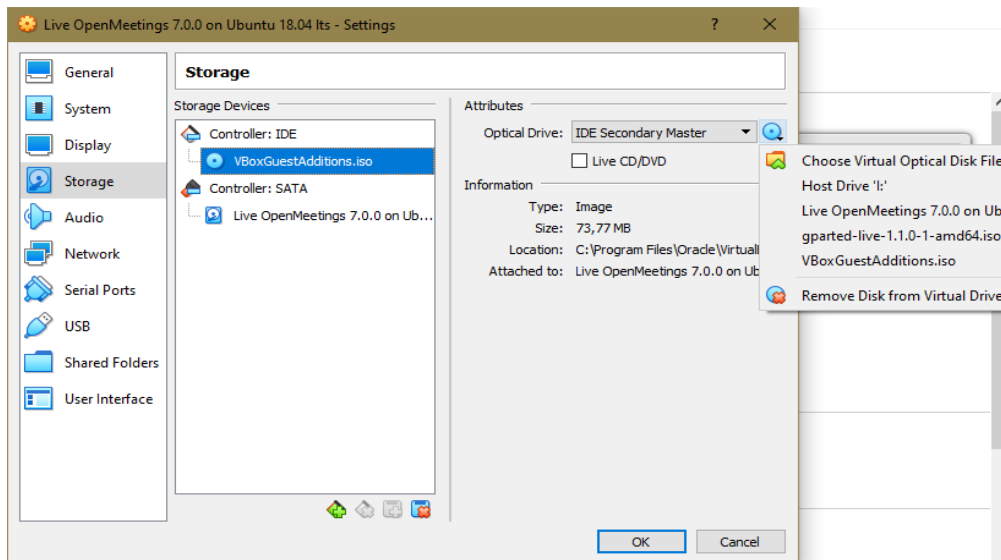 Live OpenMeetings 7.0.0 on Ubuntu 18.04 lts - Settings
?
General
System
Display
Storage
Audio
Network
Serial Ports
USB
Shared Folders
User Interface
Storage
Storage Devices
Controller: IDE
VBoxGuestAdditions.iso
Controller: SATA
Live OpenMeetings 7.0.0 on Ub...
Attributes
Optical Drive: IDE Secondary Master
Live CD/DVD
Information
Type: Image
Size: 73,77 MB
Location: C:\Program Files\Oracle\Virtual
Attached to: Live OpenMeetings 7.0.0 on Ub
Choose Virtual Optical Disk File
Host Drive 'I:'
Live OpenMeetings 7.0.0 on Ub
gparted-live-1.1.0-1-amd64.iso
VBoxGuestAdditions.iso
Remove Disk from Virtual Drive
OK
Cancel